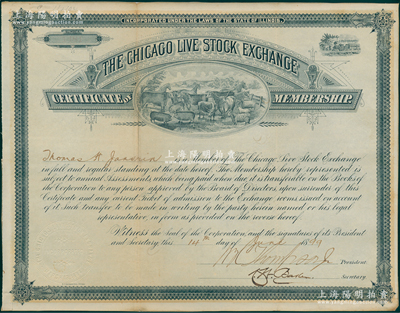 上海陽明拍賣
INCORPORATED UNDER THE LAWS OF THE STATE OF ILLINOIS
THE CHICAGO LIVE STOCK EXCHANGE
CERTIFICATE OF MEMBERSHIP.
Thomas is a Member of The Chicago Live Stock Exchange
in full and regular standing at the date hereof. The Membership hereby represented is
subject to annual Assessments which being paid when due it is transferable on the Books of
the Corporation to any person approved by the Board of Directors, upon surrender of this
Certificate and any current Ticket of admission to the Exchange issued on account
of it such transfer to be made in writing by the party herein named or his legal
representative, in form as provided on the reverse hereof.
Witness the Seal of the Corporation, and the signatures of its President
and Secretary this day of 18
President
Secretary
上海陽明拍賣